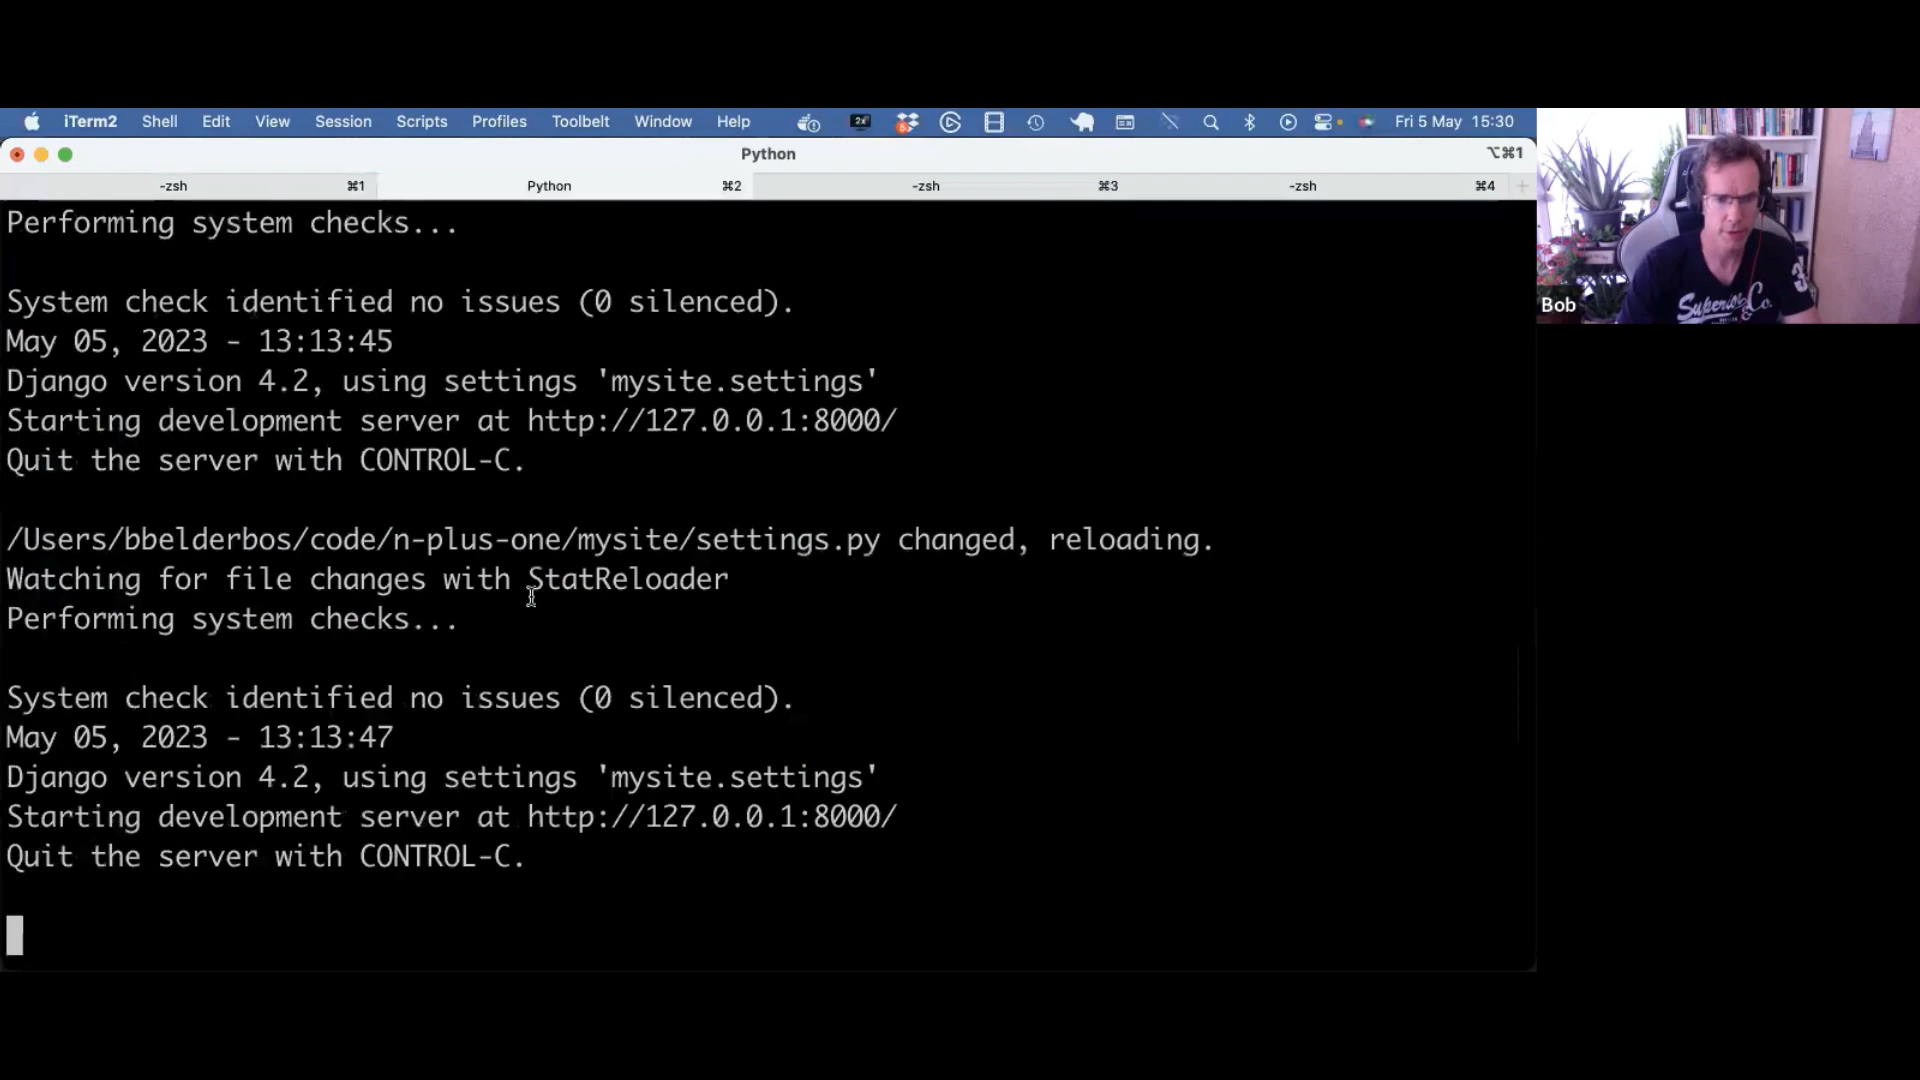 iTerm2 Shell Edit View Session Scripts Profiles Toolbelt Window Help 2x Fri 5 May 15:30
Python ⌥⌘1
-zsh ⌘1 Python ⌘2 -zsh ⌘3 -zsh ⌘4
Performing system checks...
System check identified no issues (0 silenced).
May 05, 2023 - 13:13:45
Django version 4.2, using settings 'mysite.settings'
Starting development server at http://127.0.0.1:8000/
Quit the server with CONTROL-C.
/Users/bbelderbos/code/n-plus-one/mysite/settings.py changed, reloading.
Watching for file changes with StatReloader
Performing system checks...
System check identified no issues (0 silenced).
May 05, 2023 - 13:13:47
Django version 4.2, using settings 'mysite.settings'
Starting development server at http://127.0.0.1:8000/
Quit the server with CONTROL-C.
Bob